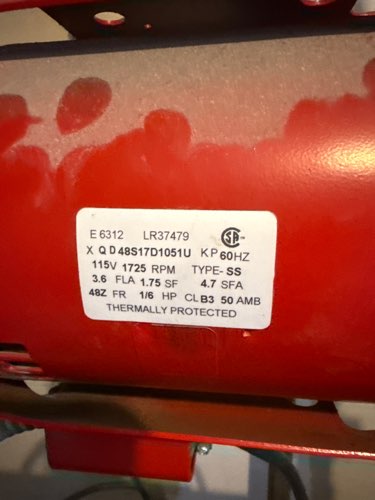 E 6312 LR37479 CSA
X Q D 48S17D1051U KP 60HZ
115V 1725 RPM TYPE- SS
3.6 FLA 1.75 SF 4.7 SFA
48Z FR 1/6 HP CL B3 50 AMB
THERMALLY PROTECTED